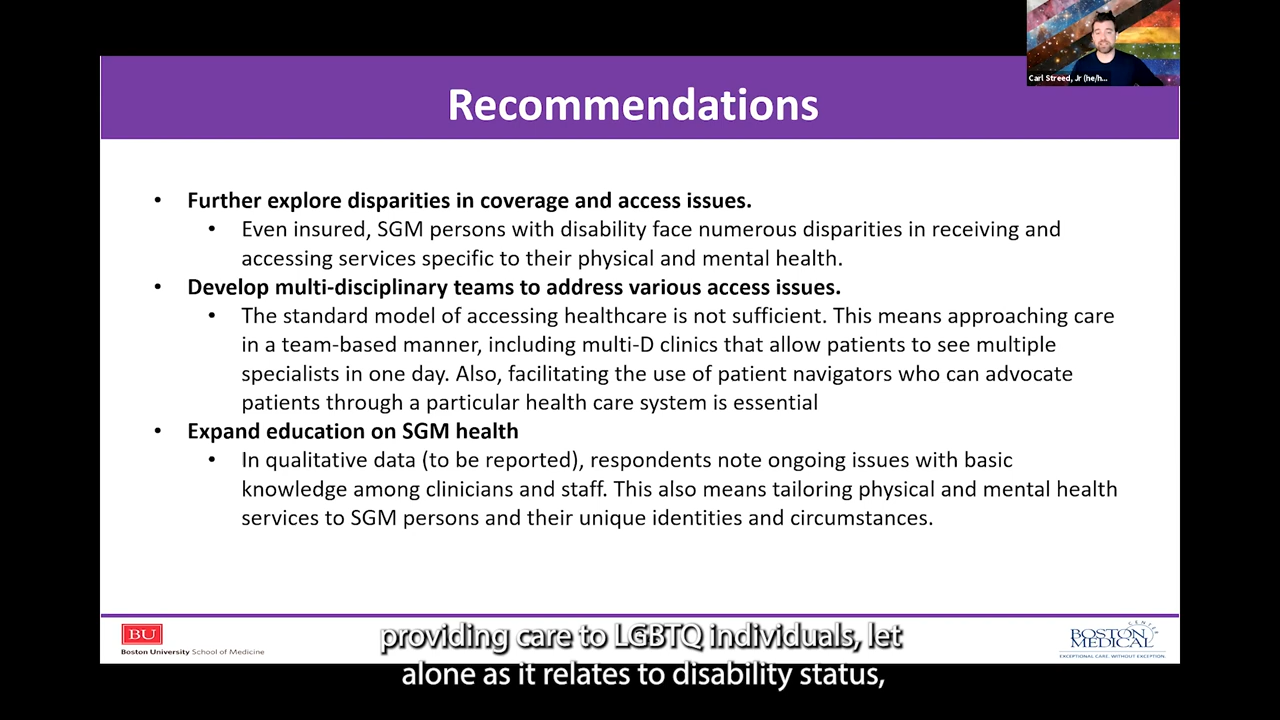 Carl Streed, Jr (he/h...
Recommendations
• Further explore disparities in coverage and access issues.
• Even insured, SGM persons with disability face numerous disparities in receiving and
accessing services specific to their physical and mental health.
• Develop multi-disciplinary teams to address various access issues.
• The standard model of accessing healthcare is not sufficient. This means approaching care
in a team-based manner, including multi-D clinics that allow patients to see multiple
specialists in one day. Also, facilitating the use of patient navigators who can advocate
patients through a particular health care system is essential
• Expand education on SGM health
• In qualitative data (to be reported), respondents note ongoing issues with basic
knowledge among clinicians and staff. This also means tailoring physical and mental health
services to SGM persons and their unique identities and circumstances.
BU
Boston University School of Medicine
BOSTON
MEDICAL
CENTER
EXCEPTIONAL CARE. WITHOUT EXCEPTION.
providing care to LGBTQ individuals, let
alone as it relates to disability status,